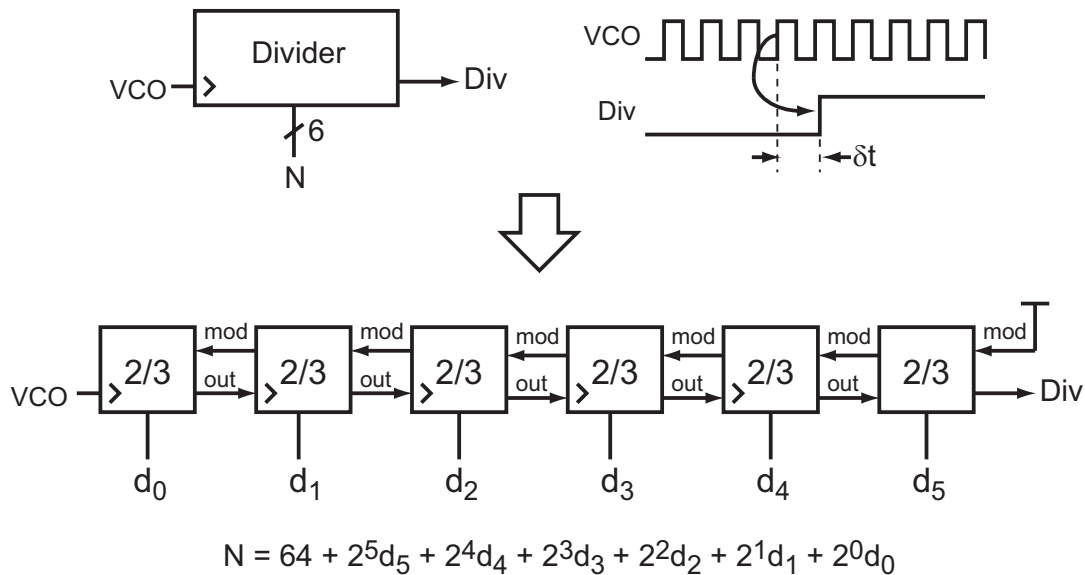 Divider
VCO
Div
6
N
VCO
Div
δt
mod mod mod mod mod mod
2/3 2/3 2/3 2/3 2/3 2/3
out out out out out
VCO
Div
d₀ d₁ d₂ d₃ d₄ d₅
N = 64 + 2⁵d₅ + 2⁴d₄ + 2³d₃ + 2²d₂ + 2¹d₁ + 2⁰d₀